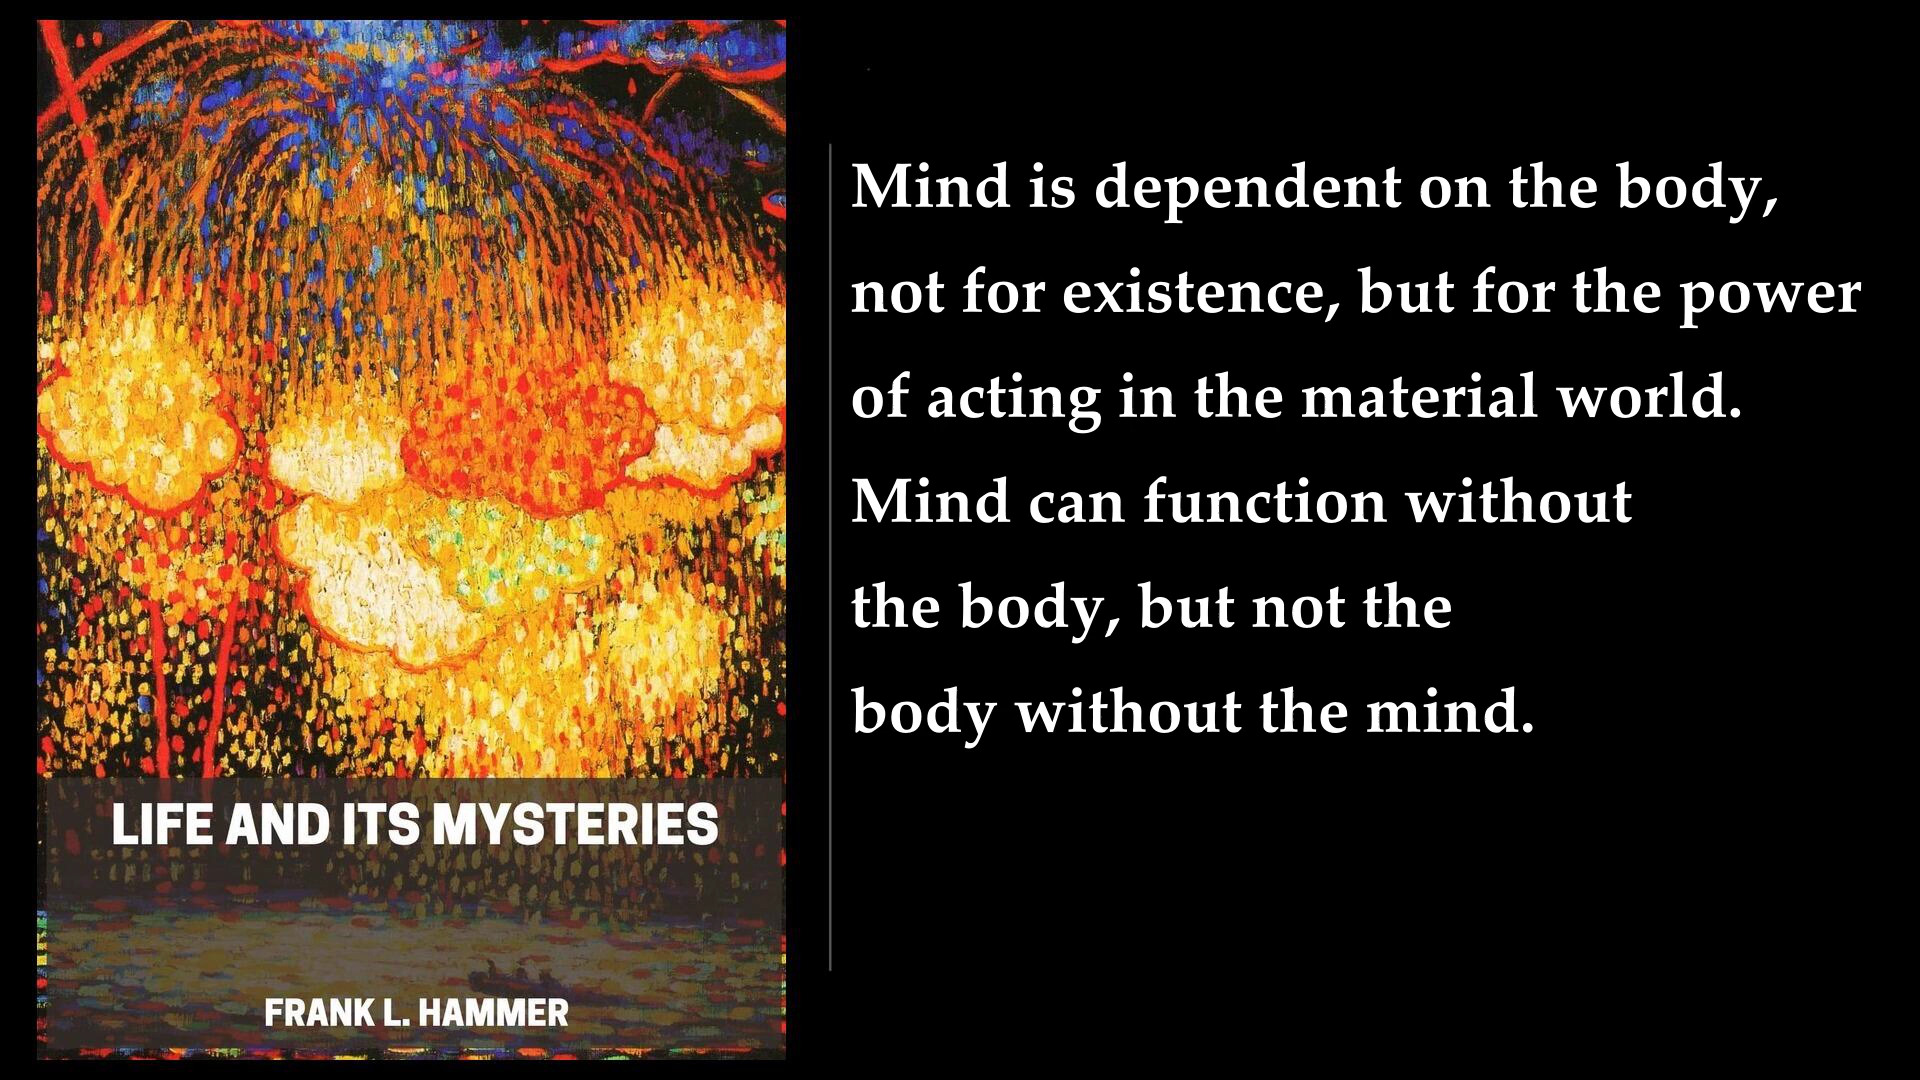 LIFE AND ITS MYSTERIES
FRANK L. HAMMER
Mind is dependent on the body,
not for existence, but for the power
of acting in the material world.
Mind can function without
the body, but not the
body without the mind.